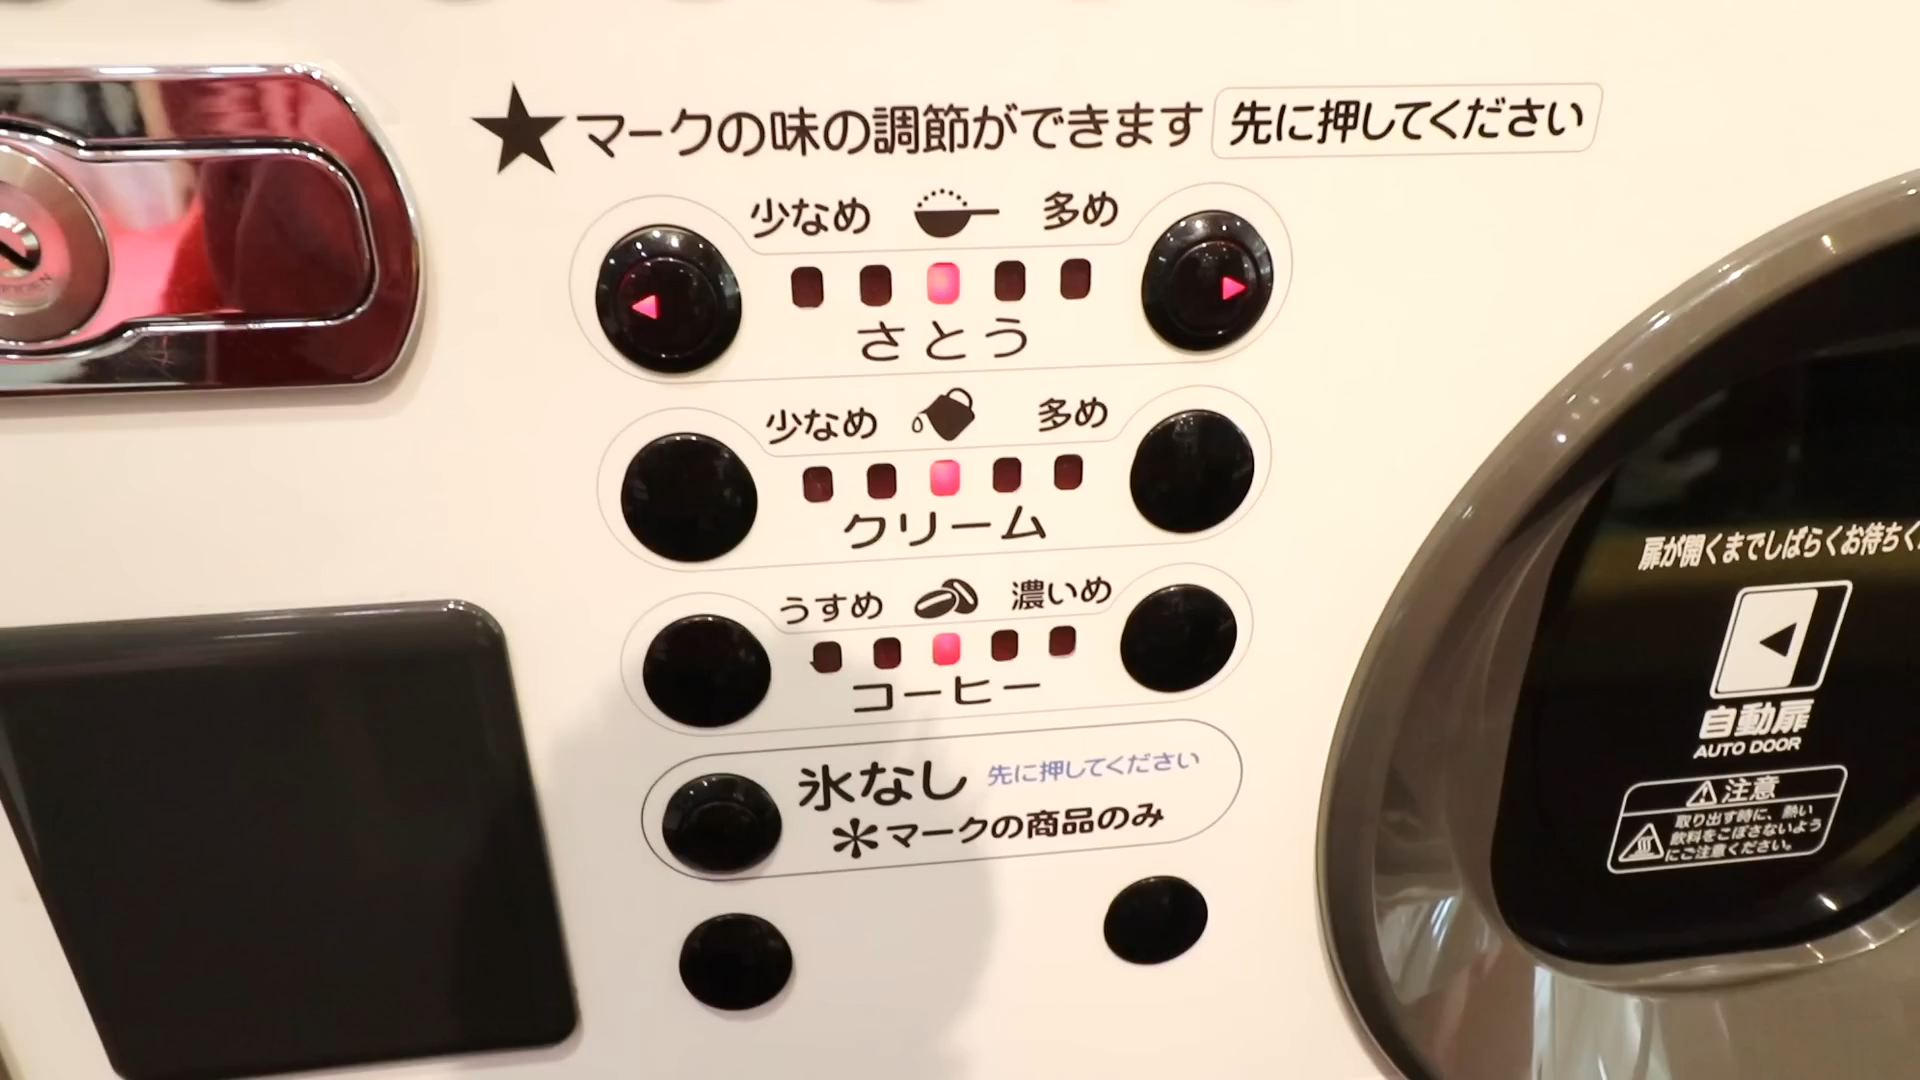 ★マークの味の調節ができます 先に押してください
少なめ 多め
さとう
少なめ 多め
クリーム
うすめ 濃いめ
コーヒー
氷なし 先に押してください
＊マークの商品のみ
扉が開くまでしばらくお待ちく
自動扉
AUTO DOOR
注意
取り出す時に、熱い
飲料をこぼさないよう
にご注意ください。